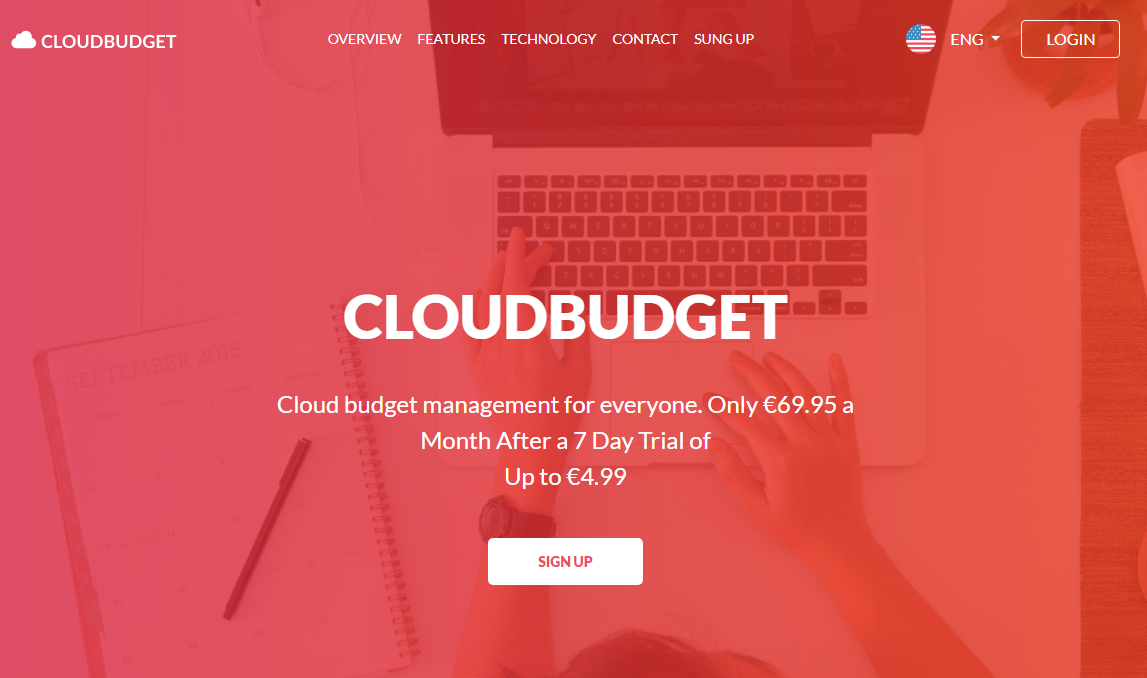 CLOUDBUDGET
OVERVIEW FEATURES TECHNOLOGY CONTACT SUNG UP
ENG
LOGIN
SEPTEMBER 2015
CLOUDBUDGET
Cloud budget management for everyone. Only €69.95 a
Month After a 7 Day Trial of
Up to €4.99
SIGN UP